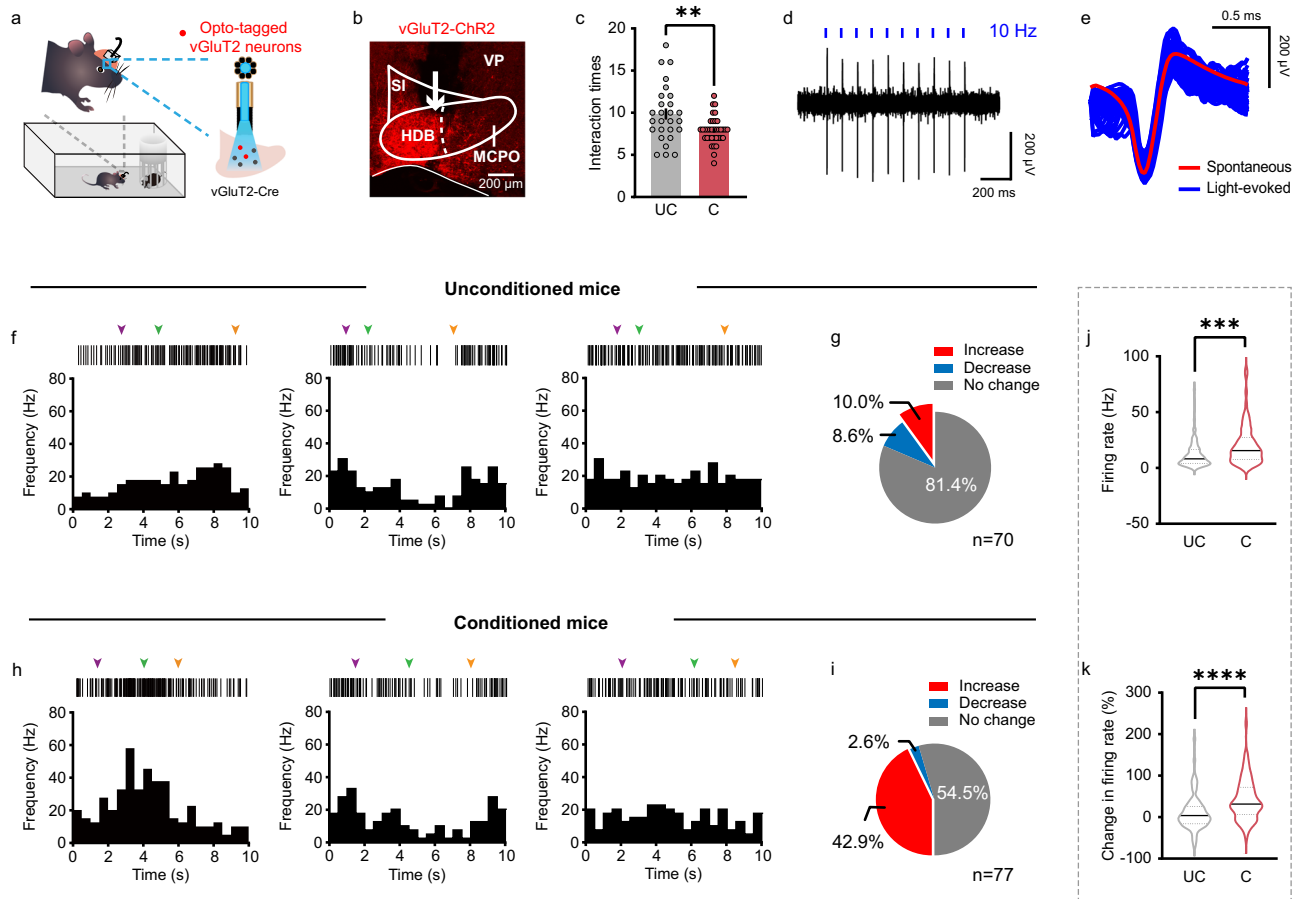 a
Opto-tagged
vGluT2 neurons
vGluT2-Cre
b
vGluT2-ChR2
VP
SI
HDB
MCPO
200 µm
c
**
Interaction times
20
15
10
5
0
UC C
d
10 Hz
200 µV
200 ms
e
0.5 ms
200 µV
Spontaneous
Light-evoked
Unconditioned mice
f
Frequency (Hz)
80
60
40
20
0
0 2 4 6 8 10
Time (s)
Frequency (Hz)
80
60
40
20
0
0 2 4 6 8 10
Time (s)
Frequency (Hz)
80
60
40
20
0
0 2 4 6 8 10
Time (s)
g
Increase
Decrease
No change
10.0%
8.6%
81.4%
n=70
j
***
Firing rate (Hz)
100
50
0
-50
UC C
Conditioned mice
h
Frequency (Hz)
80
60
40
20
0
0 2 4 6 8 10
Time (s)
Frequency (Hz)
80
60
40
20
0
0 2 4 6 8 10
Time (s)
Frequency (Hz)
80
60
40
20
0
0 2 4 6 8 10
Time (s)
i
Increase
Decrease
No change
2.6%
54.5%
42.9%
n=77
k
****
Change in firing rate (%)
300
200
100
0
-100
UC C